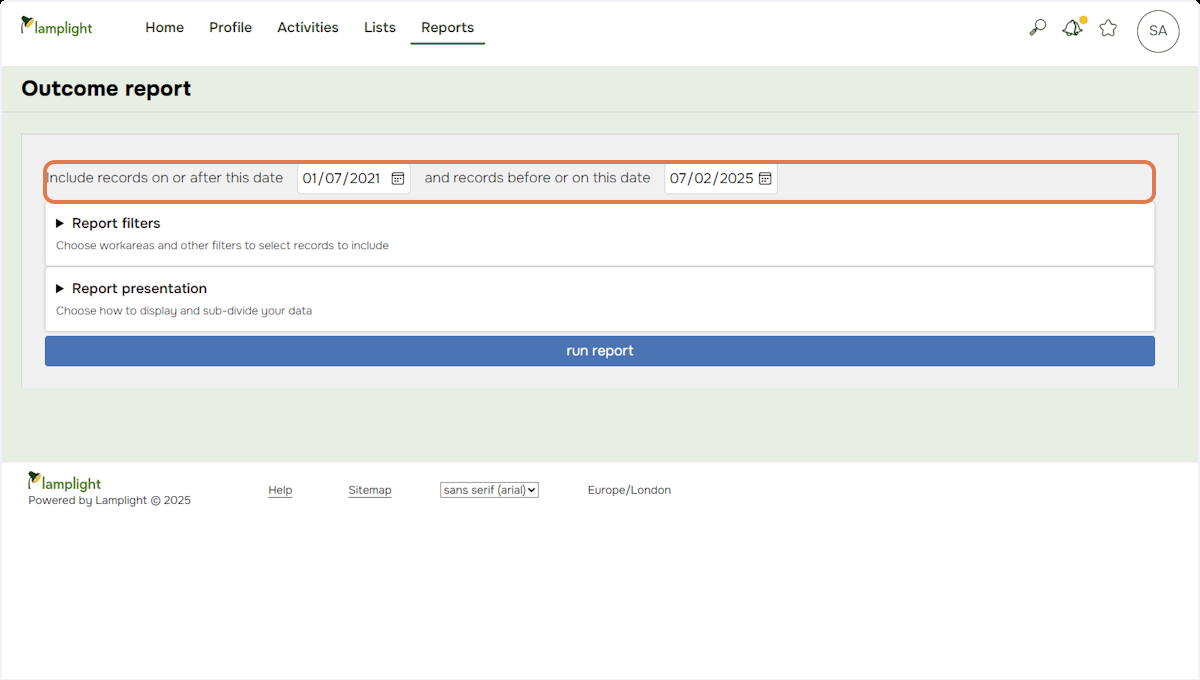 lamplight Home Profile Activities Lists Reports SA
Outcome report
Include records on or after this date 01/07/2021 and records before or on this date 07/02/2025
Report filters
Choose workareas and other filters to select records to include
Report presentation
Choose how to display and sub-divide your data
run report
lamplight
Powered by Lamplight © 2025 Help Sitemap sans serif (arial) Europe/London